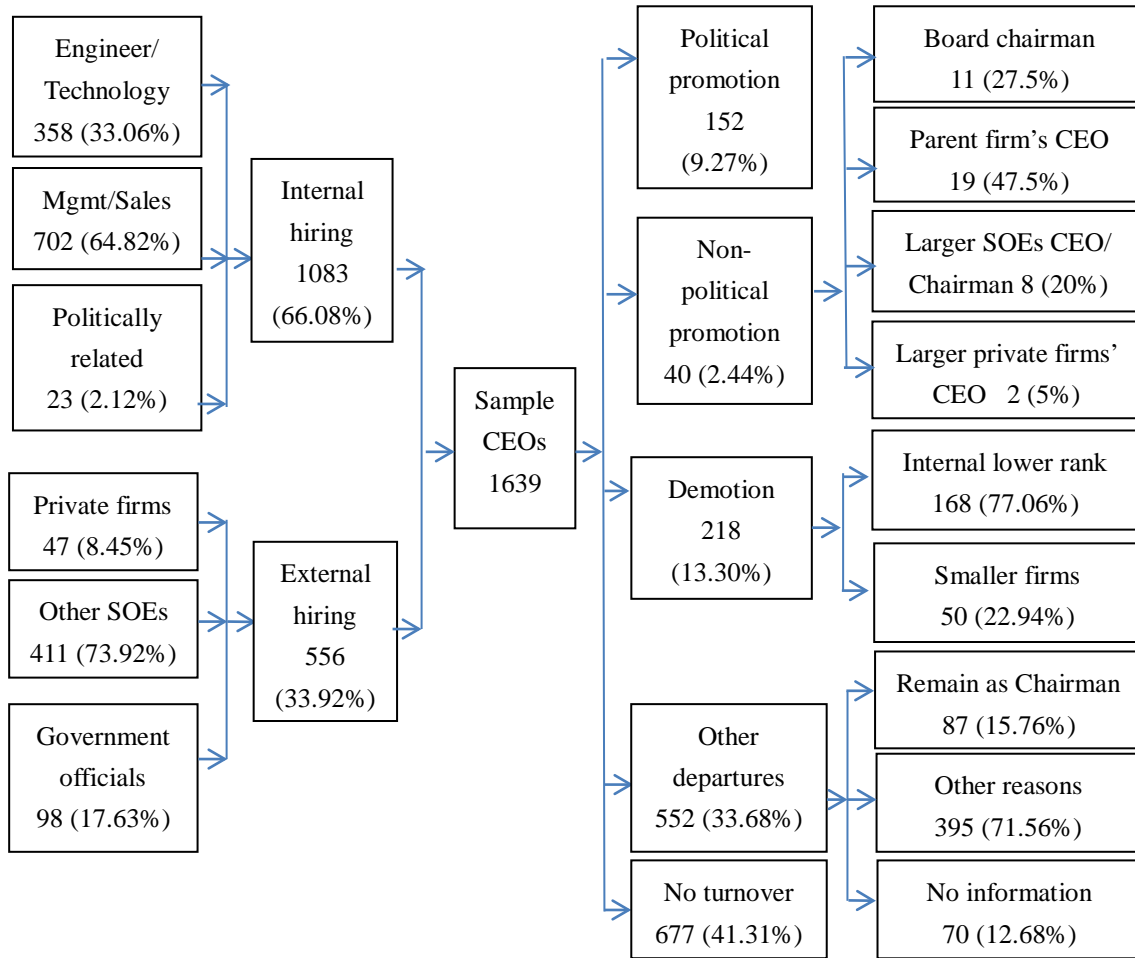 Engineer/
Technology
358 (33.06%)
Mgmt/Sales
702 (64.82%)
Politically
related
23 (2.12%)
Private firms
47 (8.45%)
Other SOEs
411 (73.92%)
Government
officials
98 (17.63%)
Internal
hiring
1083
(66.08%)
External
hiring
556
(33.92%)
Sample
CEOs
1639
Political
promotion
152
(9.27%)
Non-
political
promotion
40 (2.44%)
Demotion
218
(13.30%)
Other
departures
552 (33.68%)
No turnover
677 (41.31%)
Board chairman
11 (27.5%)
Parent firm’s CEO
19 (47.5%)
Larger SOEs CEO/
Chairman 8 (20%)
Larger private firms’
CEO 2 (5%)
Internal lower rank
168 (77.06%)
Smaller firms
50 (22.94%)
Remain as Chairman
87 (15.76%)
Other reasons
395 (71.56%)
No information
70 (12.68%)